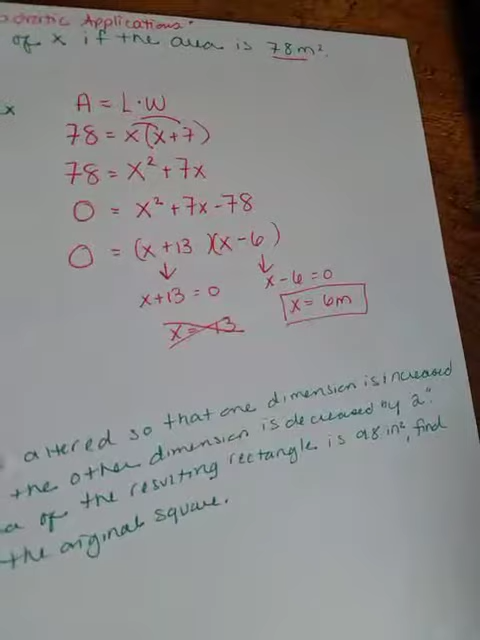 adratic Applications"
of x if the area is 78m².
x
A = L·W
78 = x(x+7)
78 = x²+7x
0 = x²+7x-78
0 = (x+13)(x-6)
x+13 = 0 x-6=0
x=-13 x= 6m
altered so that one dimension is increased
the other dimension is decreased by 2".
a of the resulting rectangle is 98 in², find
the original square.